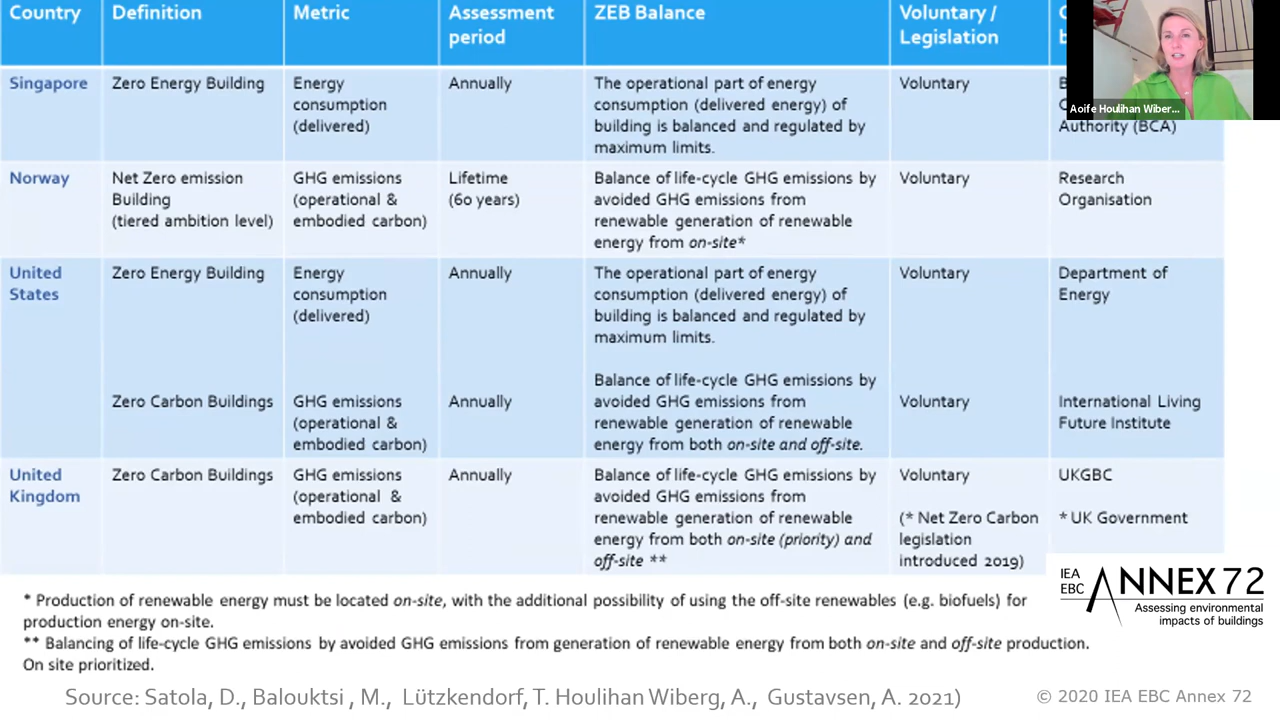 Country Definition Metric Assessment period ZEB Balance Voluntary / Legislation
Singapore Zero Energy Building Energy consumption (delivered) Annually The operational part of energy consumption (delivered energy) of building is balanced and regulated by maximum limits. Voluntary Authority (BCA)
Norway Net Zero emission Building (tiered ambition level) GHG emissions (operational & embodied carbon) Lifetime (60 years) Balance of life-cycle GHG emissions by avoided GHG emissions from renewable generation of renewable energy from on-site* Voluntary Research Organisation
United States Zero Energy Building Energy consumption (delivered) Annually The operational part of energy consumption (delivered energy) of building is balanced and regulated by maximum limits. Voluntary Department of Energy
Zero Carbon Buildings GHG emissions (operational & embodied carbon) Annually Balance of life-cycle GHG emissions by avoided GHG emissions from renewable generation of renewable energy from both on-site and off-site. Voluntary International Living Future Institute
United Kingdom Zero Carbon Buildings GHG emissions (operational & embodied carbon) Annually Balance of life-cycle GHG emissions by avoided GHG emissions from renewable generation of renewable energy from both on-site (priority) and off-site ** Voluntary (* Net Zero Carbon legislation introduced 2019) UKGBC * UK Government
Aoife Houlihan Wiber...
IEA EBC ANNEX 72
Assessing environmental
impacts of buildings
* Production of renewable energy must be located on-site, with the additional possibility of using the off-site renewables (e.g. biofuels) for
production energy on-site.
** Balancing of life-cycle GHG emissions by avoided GHG emissions from generation of renewable energy from both on-site and off-site production.
On site prioritized.
Source: Satola, D., Balouktsi , M., Lützkendorf, T. Houlihan Wiberg, A., Gustavsen, A. 2021)
© 2020 IEA EBC Annex 72